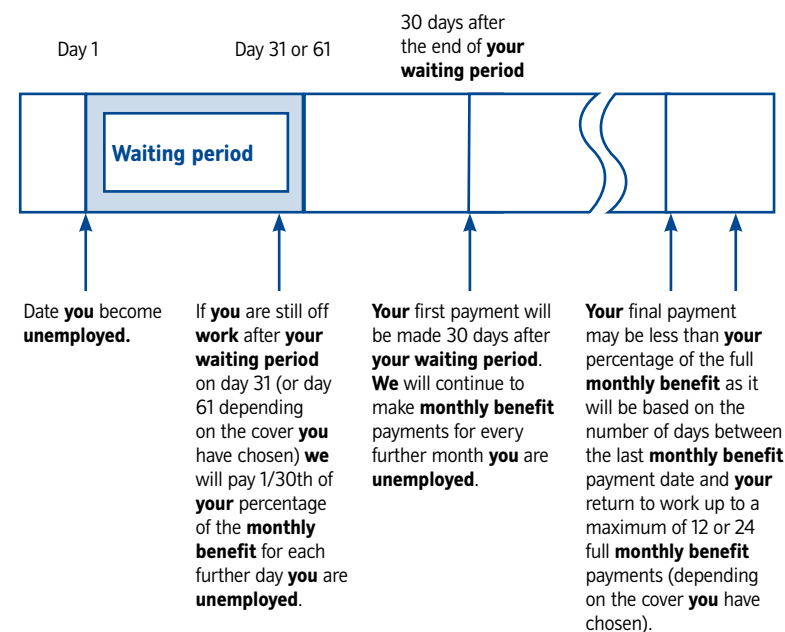 Day 1
Day 31 or 61
30 days after
the end of your
waiting period
Waiting period
Date you become
unemployed.
If you are still off
work after your
waiting period
on day 31 (or day
61 depending
on the cover you
have chosen) we
will pay 1/30th of
your percentage
of the monthly
benefit for each
further day you are
unemployed.
Your first payment will
be made 30 days after
your waiting period.
We will continue to
make monthly benefit
payments for every
further month you are
unemployed.
Your final payment
may be less than your
percentage of the full
monthly benefit as it
will be based on the
number of days between
the last monthly benefit
payment date and your
return to work up to a
maximum of 12 or 24
full monthly benefit
payments (depending
on the cover you have
chosen).